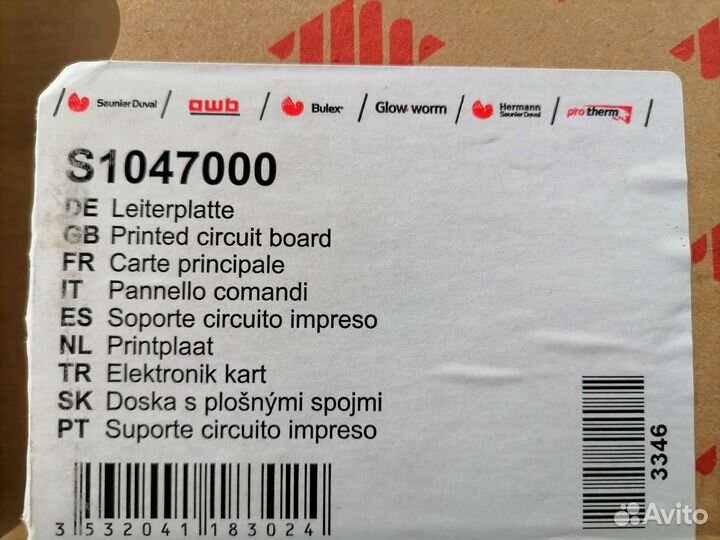 / Saunier Duval / awb / Bulex / Glow-worm / Hermann Saunier Duval / protherm /
S1047000
DE Leiterplatte
GB Printed circuit board
FR Carte principale
IT Pannello comandi
ES Soporte circuito impreso
NL Printplaat
TR Elektronik kart
SK Doska s plošnými spojmi
PT Suporte circuito impreso
3 532041 183024
3346
Avito